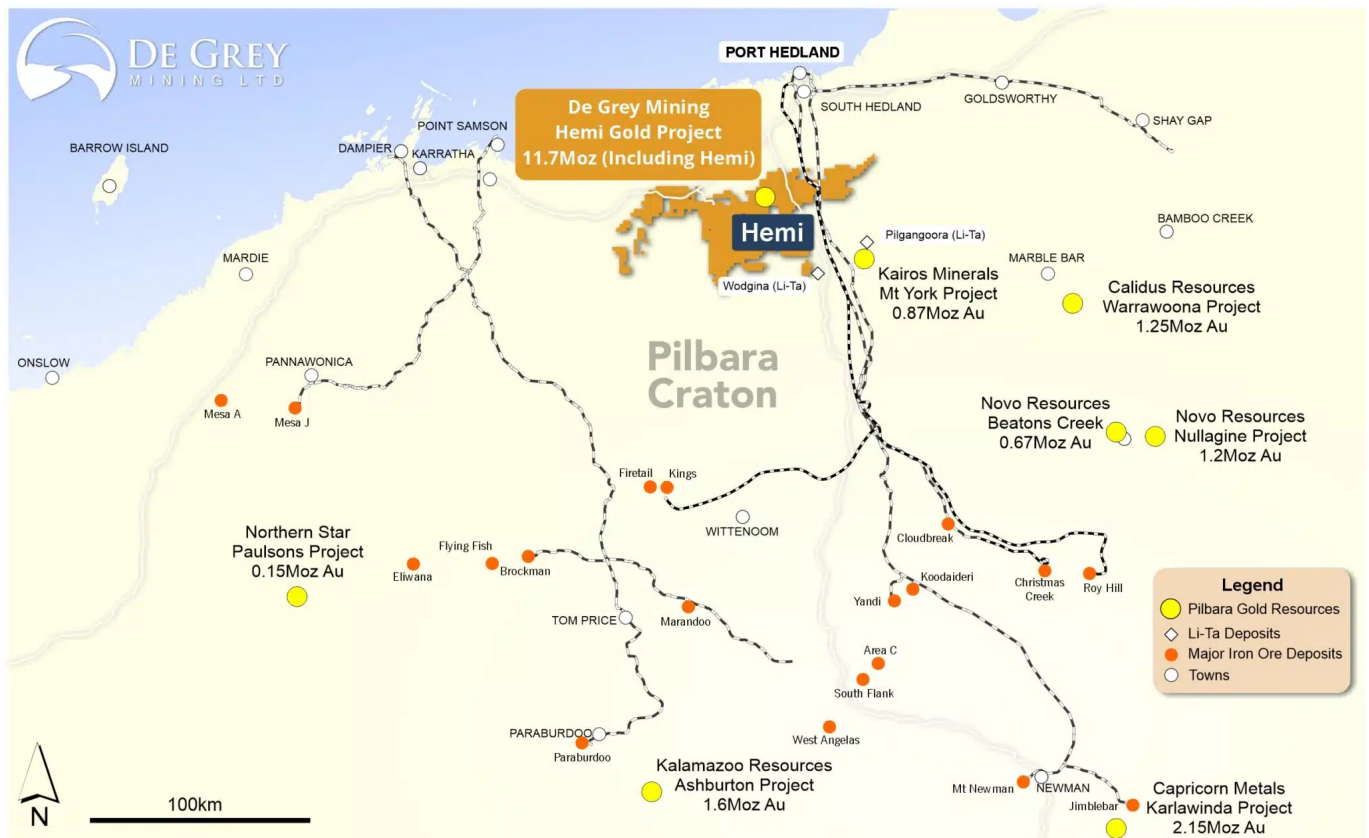 DE GREY
MINING LTD
PORT HEDLAND
SOUTH HEDLAND
GOLDSWORTHY
SHAY GAP
De Grey Mining
Hemi Gold Project
11.7Moz (Including Hemi)
POINT SAMSON
DAMPIER
KARRATHA
BARROW ISLAND
Hemi
Pilgangoora (Li-Ta)
Wodgina (Li-Ta)
BAMBOO CREEK
MARDIE
MARBLE BAR
Kairos Minerals
Mt York Project
0.87Moz Au
Calidus Resources
Warrawoona Project
1.25Moz Au
Pilbara
Craton
ONSLOW
PANNAWONICA
Mesa A
Mesa J
Novo Resources
Beatons Creek
0.67Moz Au
Novo Resources
Nullagine Project
1.2Moz Au
Firetail
Kings
WITTENOOM
Cloudbreak
Northern Star
Paulsons Project
0.15Moz Au
Flying Fish
Eliwana
Brockman
Koodaideri
Yandi
Christmas
Creek
Roy Hill
TOM PRICE
Marandoo
Area C
South Flank
West Angelas
PARABURDOO
Paraburdoo
Kalamazoo Resources
Ashburton Project
1.6Moz Au
Mt Newman
NEWMAN
Jimblebar
Capricorn Metals
Karlawinda Project
2.15Moz Au
Legend
Pilbara Gold Resources
Li-Ta Deposits
Major Iron Ore Deposits
Towns
N
100km